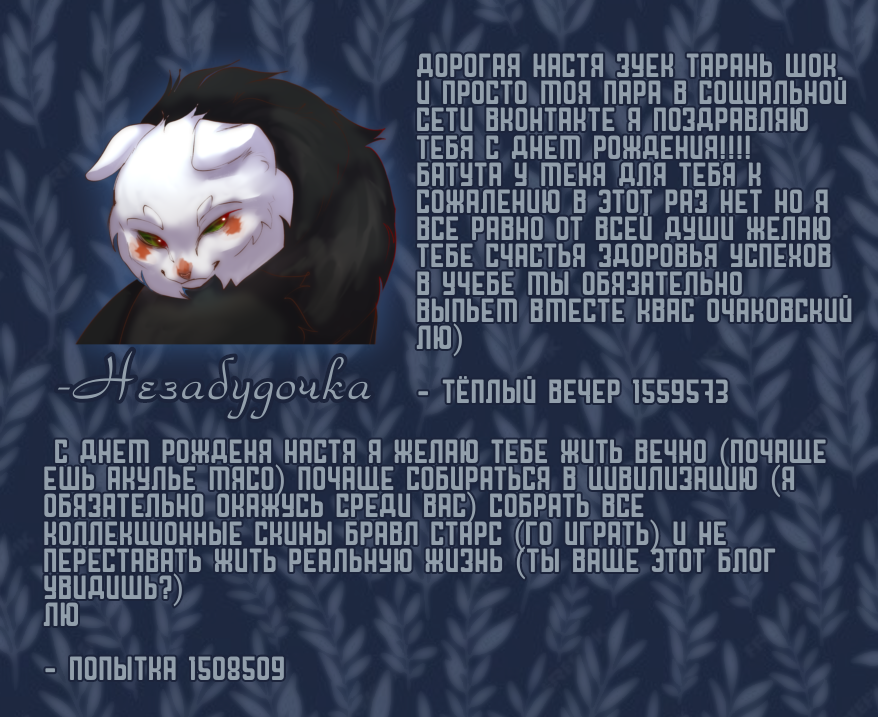 ДОРОГАЯ НАСТЯ ЗУЕК ТАРАНЬ ШОК
И ПРОСТО МОЯ ПАРА В СОЦИАЛЬНОЙ
СЕТИ ВКОНТАКТЕ Я ПОЗДРАВЛЯЮ
ТЕБЯ С ДНЕМ РОЖДЕНИЯ!!!!
БАТУТА У МЕНЯ ДЛЯ ТЕБЯ К
СОЖАЛЕНИЮ В ЭТОТ РАЗ НЕТ НО Я
ВСЕ РАВНО ОТ ВСЕЙ ДУШИ ЖЕЛАЮ
ТЕБЕ СЧАСТЬЯ ЗДОРОВЬЯ УСПЕХОВ
В УЧЕБЕ МЫ ОБЯЗАТЕЛЬНО
ВЫПЬЕМ ВМЕСТЕ КВАС ОЧАКОВСКИЙ
ЛЮ)
- ТЁПЛЫЙ ВЕЧЕР 1559573
-Незабудочка
С ДНЕМ РОЖДЕНЯ НАСТЯ Я ЖЕЛАЮ ТЕБЕ ЖИТЬ ВЕЧНО (ПОЧАЩЕ
ЕШЬ АКУЛЬЕ МЯСО) ПОЧАЩЕ СОБИРАТЬСЯ В ЦИВИЛИЗАЦИЮ (Я
ОБЯЗАТЕЛЬНО ОКАЖУСЬ СРЕДИ ВАС) СОБРАТЬ ВСЕ
КОЛЛЕКЦИОННЫЕ СКИНЫ БРАВЛ СТАРС (ГО ИГРАТЬ) И НЕ
ПЕРЕСТАВАТЬ ЖИТЬ РЕАЛЬНУЮ ЖИЗНЬ (ТЫ ВАЩЕ ЭТОТ БЛОГ
УВИДИШЬ?)
ЛЮ
- ПОПЫТКА 1508509